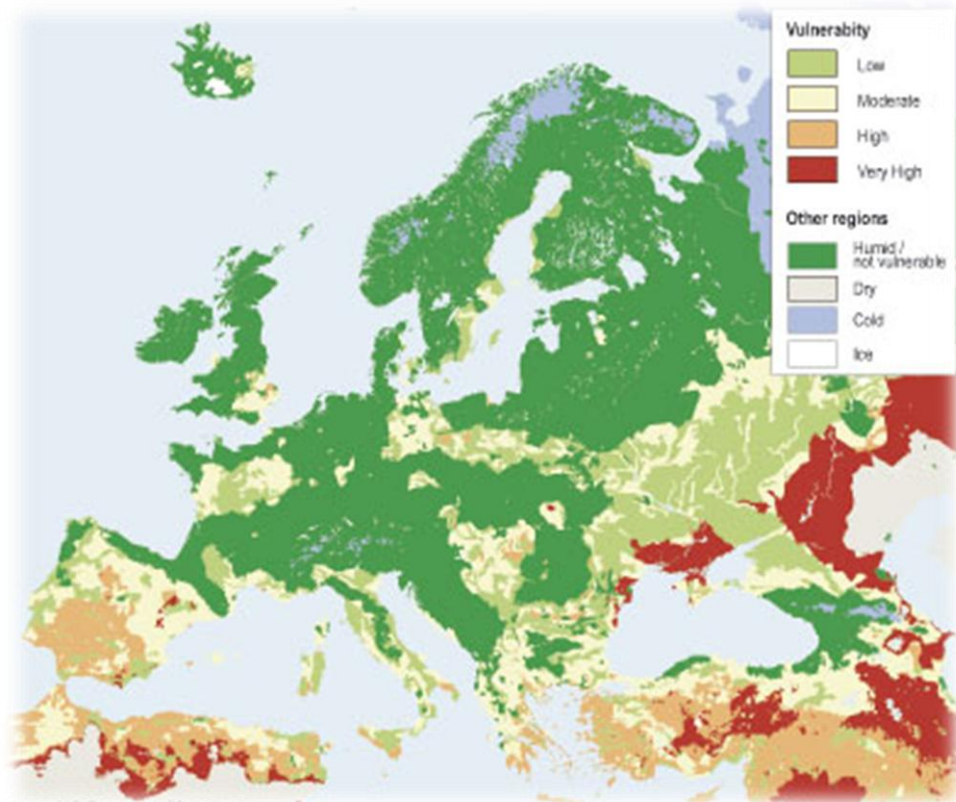 Vulnerabity
Low
Moderate
High
Very High
Other regions
Humid /
not vulnerable
Dry
Cold
Ice